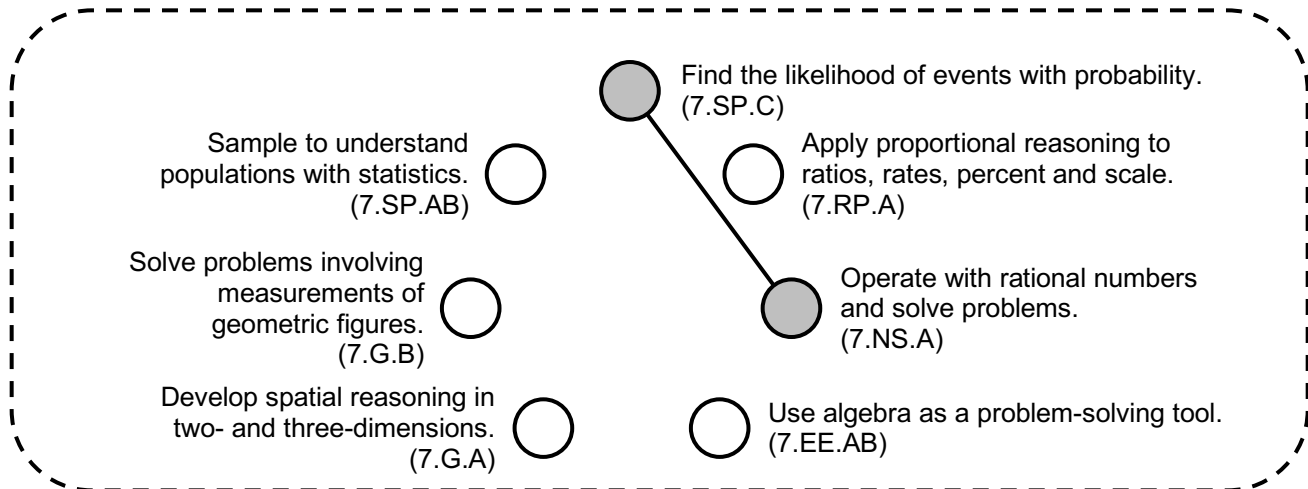 Find the likelihood of events with probability.
(7.SP.C)
Sample to understand
populations with statistics.
(7.SP.AB)
Apply proportional reasoning to
ratios, rates, percent and scale.
(7.RP.A)
Solve problems involving
measurements of
geometric figures.
(7.G.B)
Operate with rational numbers
and solve problems.
(7.NS.A)
Develop spatial reasoning in
two- and three-dimensions.
(7.G.A)
Use algebra as a problem-solving tool.
(7.EE.AB)